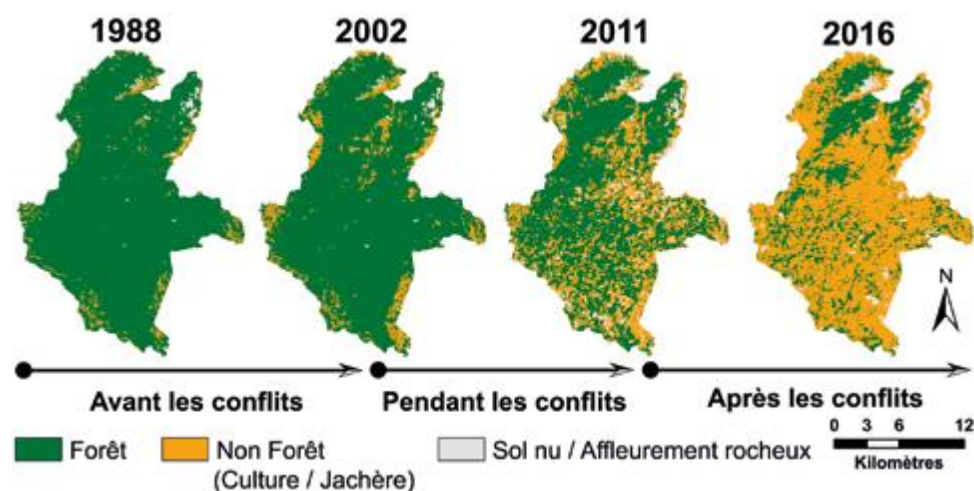 1988 2002 2011 2016
N
Avant les conflits Pendant les conflits Après les conflits
Forêt Non Forêt Sol nu / Affleurement rocheux 0 3 6 12
(Culture / Jachère) Kilomètres